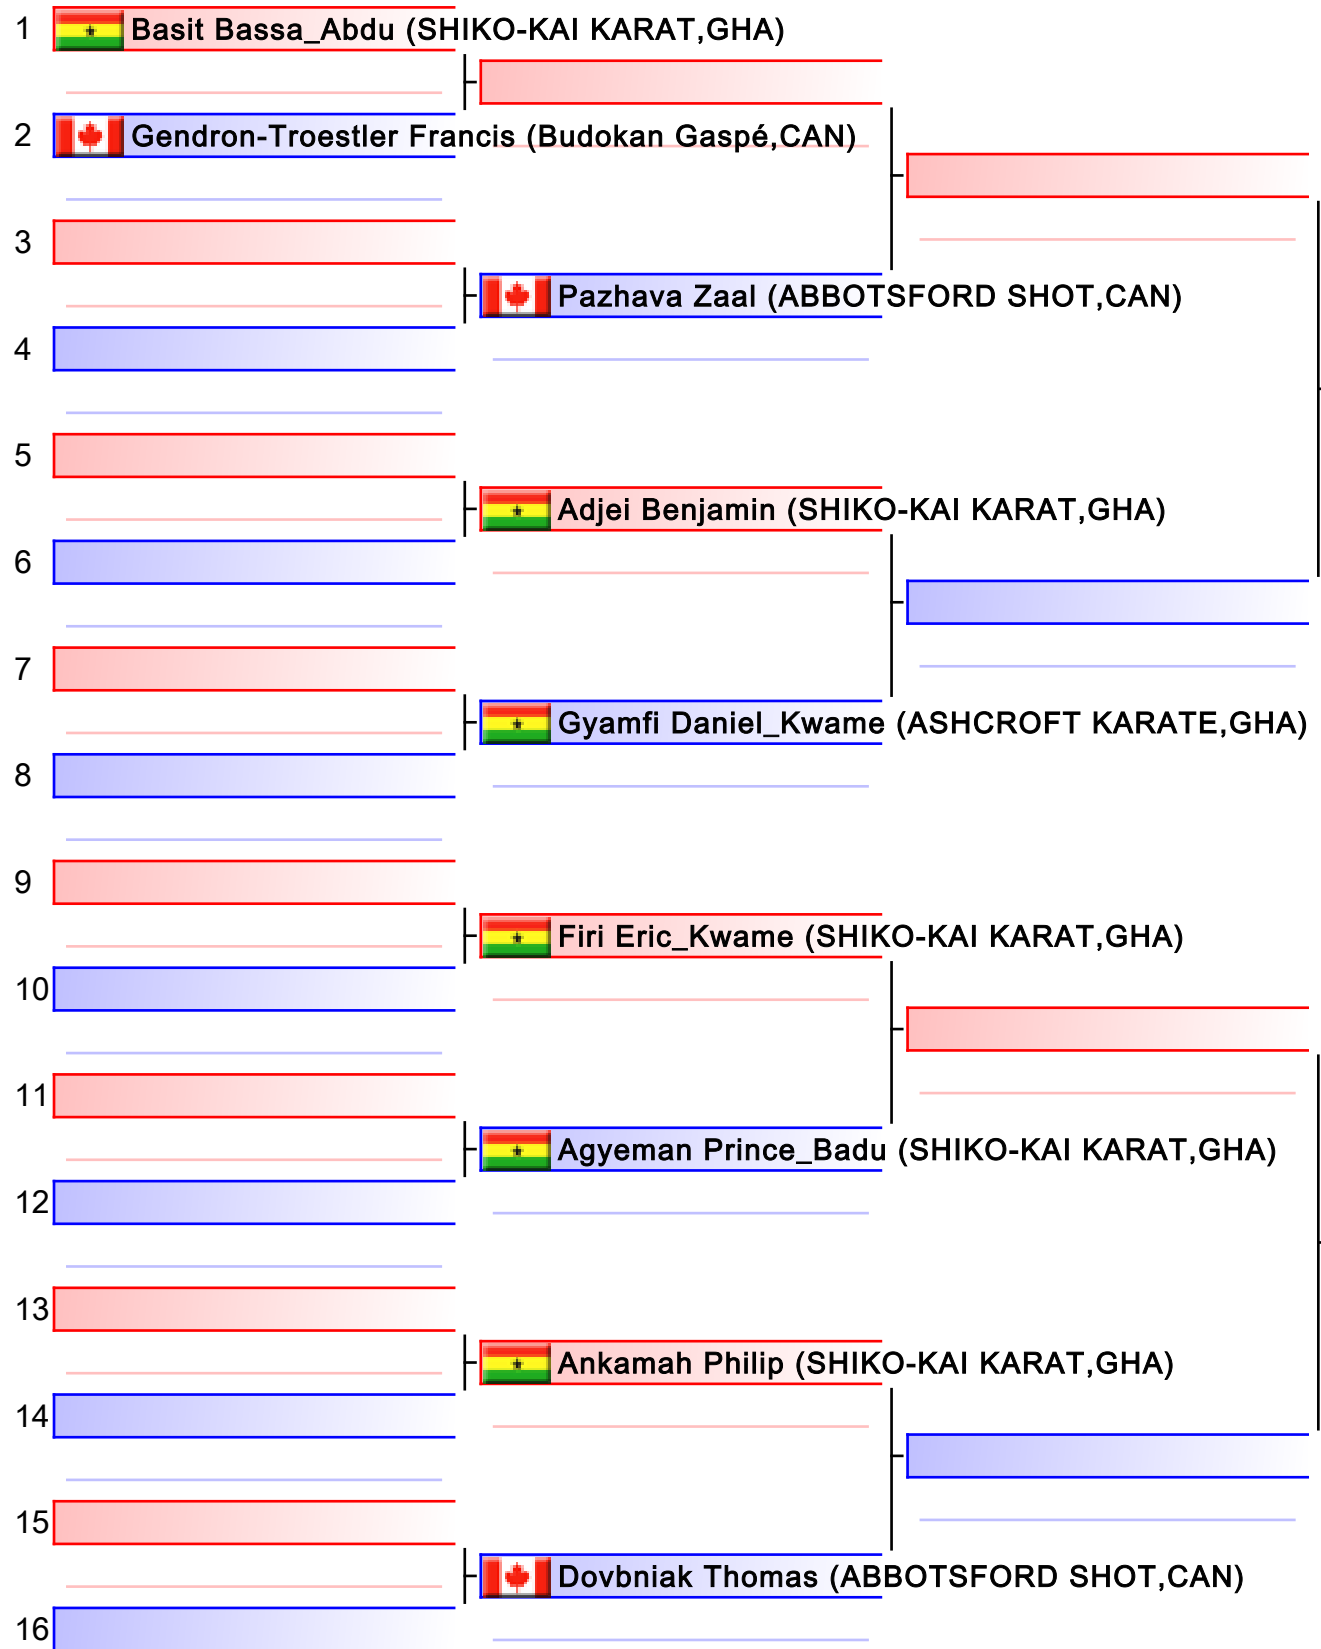 1 Basit Bassa_Abdu (SHIKO-KAI KARAT,GHA)
2 Gendron-Troestler Francis (Budokan Gaspé,CAN)
3
Pazhava Zaal (ABBOTSFORD SHOT,CAN)
4
5
Adjei Benjamin (SHIKO-KAI KARAT,GHA)
6
7
Gyamfi Daniel_Kwame (ASHCROFT KARATE,GHA)
8
9
Firi Eric_Kwame (SHIKO-KAI KARAT,GHA)
10
11
Agyeman Prince_Badu (SHIKO-KAI KARAT,GHA)
12
13
Ankamah Philip (SHIKO-KAI KARAT,GHA)
14
15
Dovbniak Thomas (ABBOTSFORD SHOT,CAN)
16